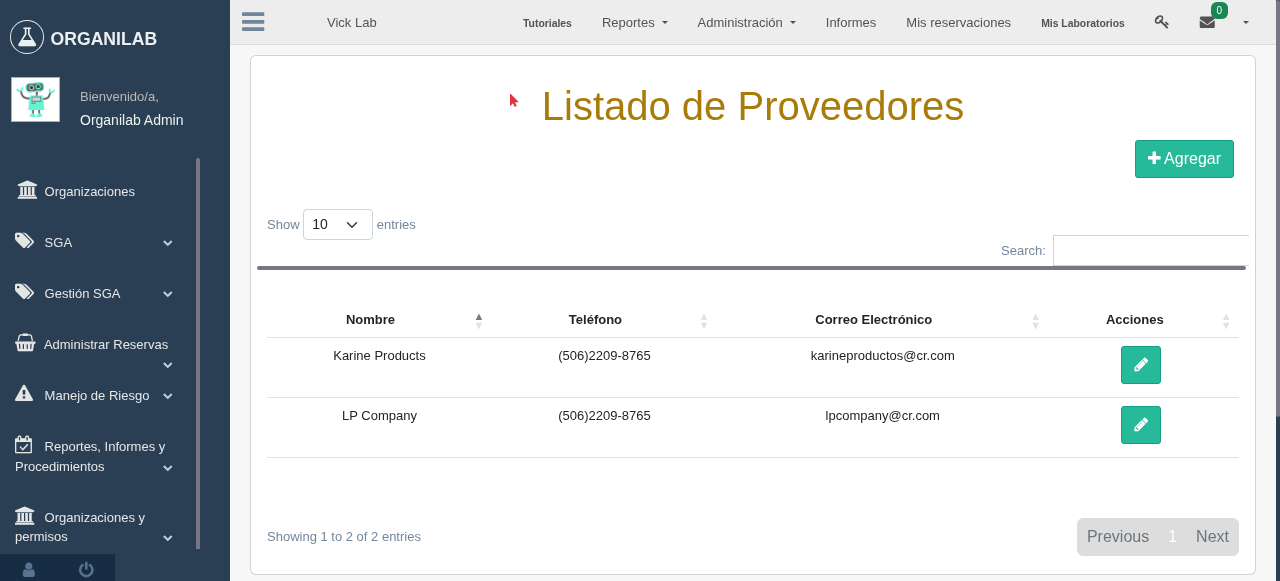 ORGANILAB
Bienvenido/a,
Organilab Admin
Organizaciones
SGA
Gestión SGA
Administrar Reservas
Manejo de Riesgo
Reportes, Informes y
Procedimientos
Organizaciones y
permisos
Vick Lab Tutoriales Reportes Administración Informes Mis reservaciones Mis Laboratorios 0
Listado de Proveedores
Agregar
Show 10 entries
Search:
Nombre Teléfono Correo Electrónico Acciones
Karine Products (506)2209-8765 karineproductos@cr.com
LP Company (506)2209-8765 lpcompany@cr.com
Showing 1 to 2 of 2 entries Previous 1 Next